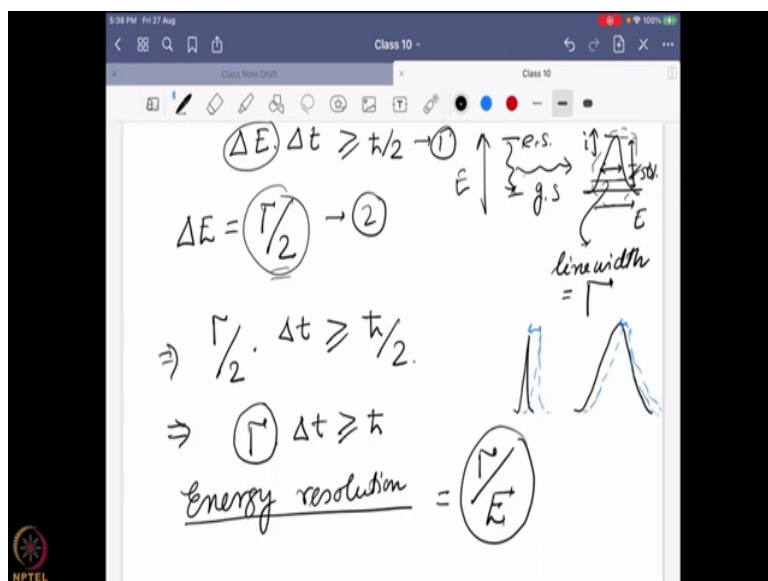 5:38 PM Fri 27 Aug
100%
Class 10
Class Note Draft
Class 10
ΔE. Δt ≥ ħ/2 → ①
E
e.s.
g.s
i
50%
E
ΔE = Γ/2 → ②
linewidth
= Γ
⇒ Γ/2 . Δt ≥ ħ/2.
⇒ Γ Δt ≥ ħ
Energy resolution = Γ/E
NPTEL